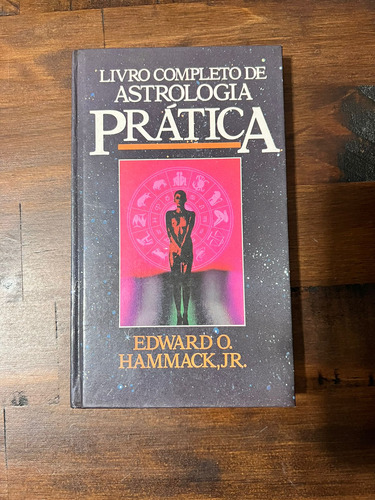 LIVRO COMPLETO DE
ASTROLOGIA
PRÁTICA
EDWARD O.
HAMMACK, JR.